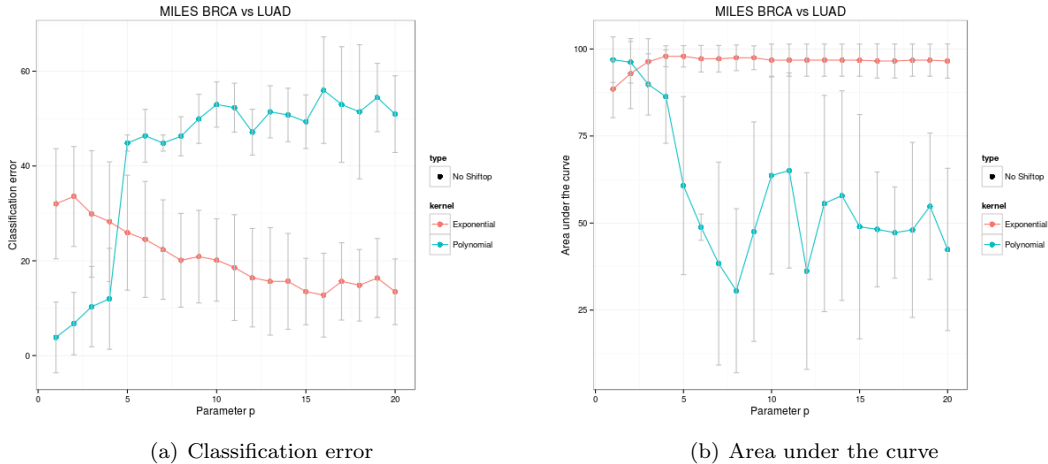 MILES BRCA vs LUAD
60
40
20
0
Classification error
0 5 10 15 20
Parameter p
type
No Shiftop
kernel
Exponential
Polynomial
(a) Classification error
MILES BRCA vs LUAD
100
75
50
25
Area under the curve
0 5 10 15 20
Parameter p
type
No Shiftop
kernel
Exponential
Polynomial
(b) Area under the curve